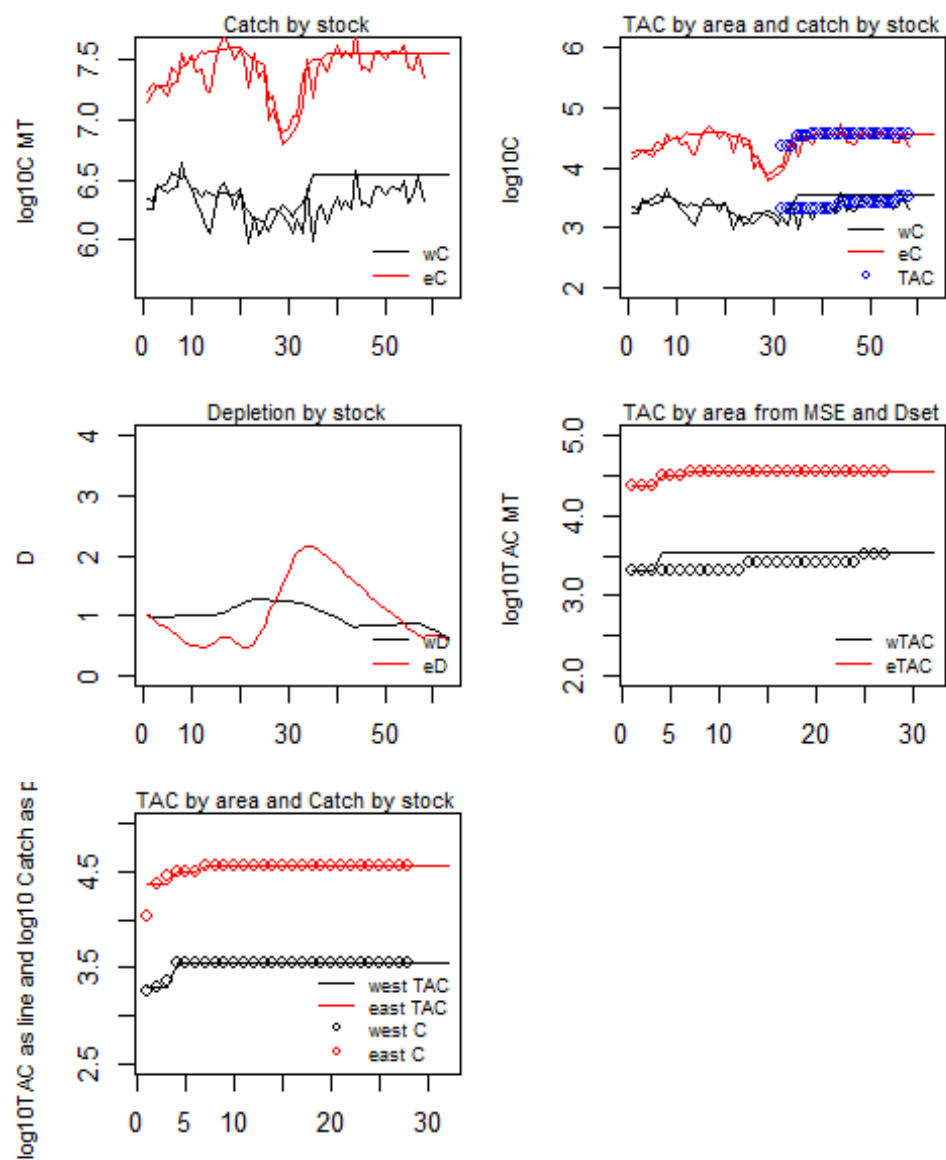 Catch by stock
log10C MT
7.5
7.0
6.5
6.0
wC
eC
0 10 30 50
TAC by area and catch by stock
log10C
6
5
4
3
2
wC
eC
TAC
0 10 30 50
Depletion by stock
D
4
3
2
1
0
wD
eD
0 10 30 50
TAC by area from MSE and Dset
log10TAC MT
5.0
4.0
3.0
2.0
wTAC
eTAC
0 5 10 20 30
TAC by area and Catch by stock
log10TAC as line and log10 Catch as p
4.5
3.5
2.5
west TAC
east TAC
west C
east C
0 5 10 20 30